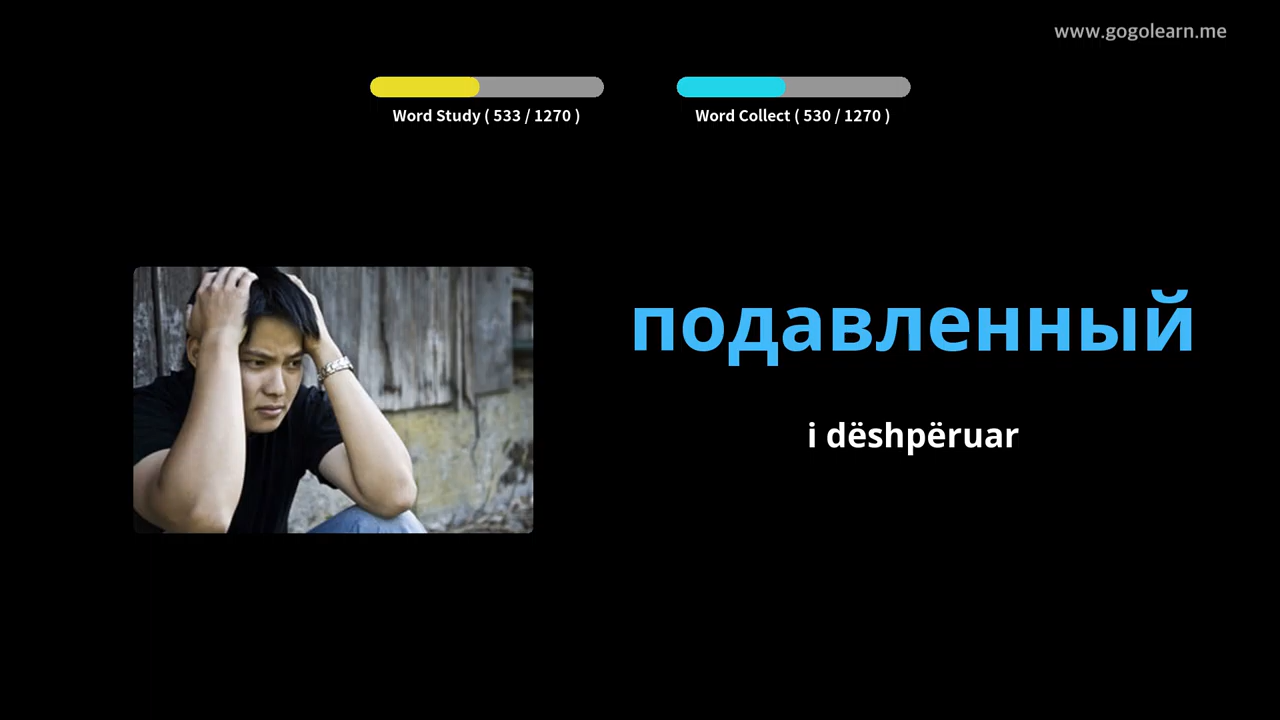 www.gogolearn.me
Word Study ( 533 / 1270 )
Word Collect ( 530 / 1270 )
подавленный
i dëshpëruar